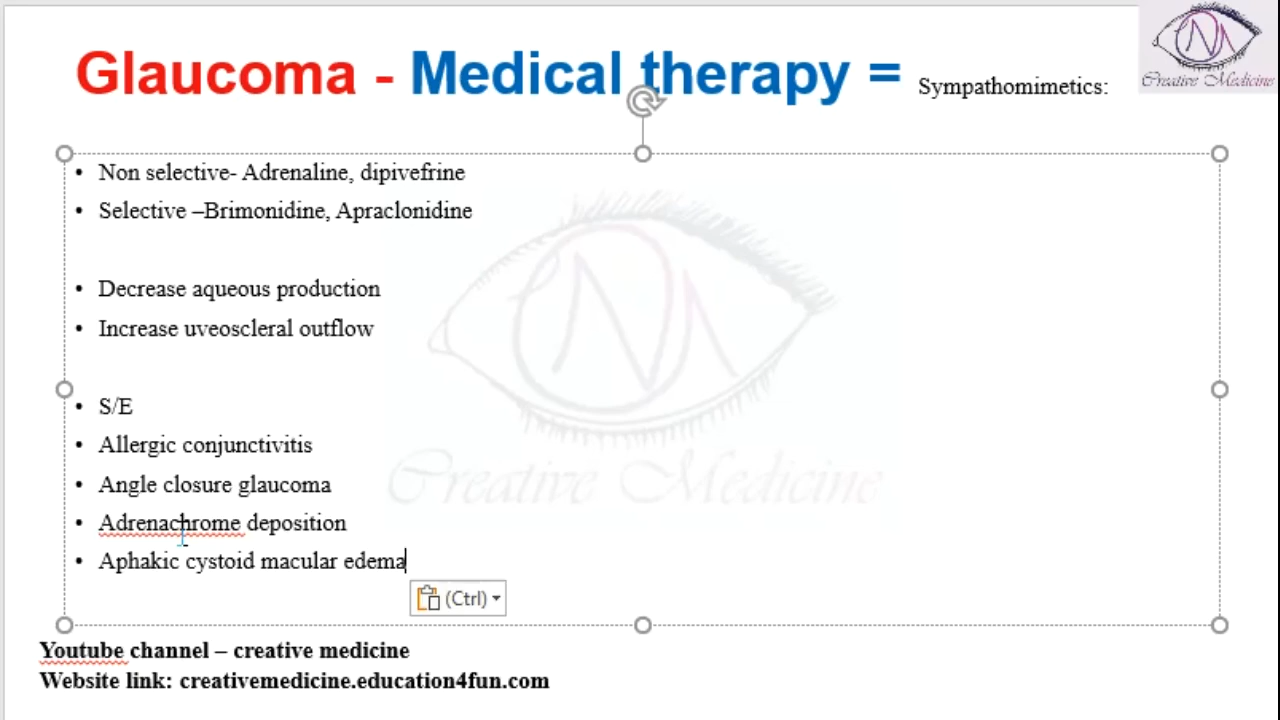 Glaucoma - Medical therapy = Sympathomimetics:
Creative Medicine
• Non selective- Adrenaline, dipivefrine
• Selective –Brimonidine, Apraclonidine
• Decrease aqueous production
• Increase uveoscleral outflow
• S/E
• Allergic conjunctivitis
• Angle closure glaucoma
Creative Medicine
• Adrenachrome deposition
• Aphakic cystoid macular edema
(Ctrl)
Youtube channel – creative medicine
Website link: creativemedicine.education4fun.com